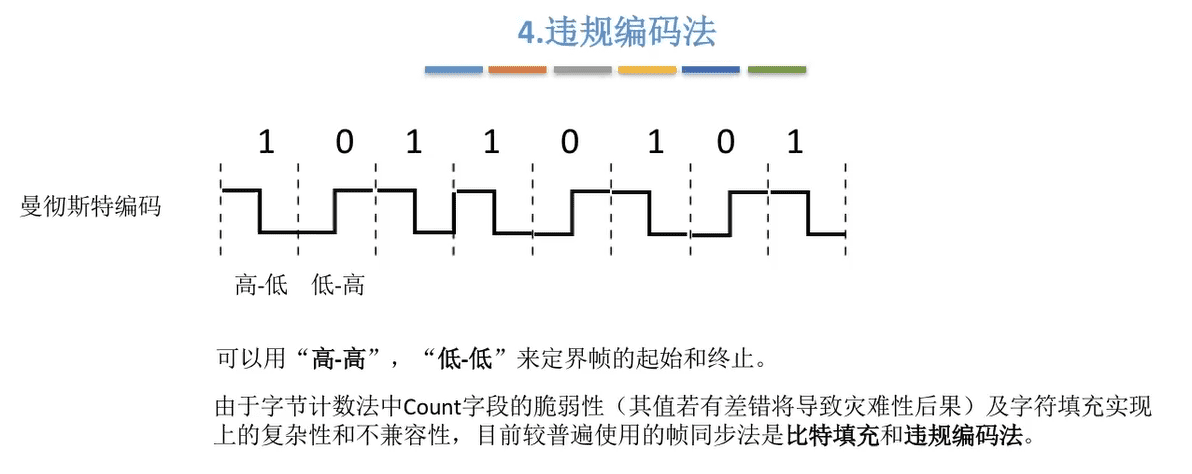 4.违规编码法
1 0 1 1 0 1 0 1
曼彻斯特编码
高-低 低-高
可以用“高-高”，“低-低”来定界帧的起始和终止。
由于字节计数法中Count字段的脆弱性（其值若有差错将导致灾难性后果）及字符填充实现
上的复杂性和不兼容性，目前较普遍使用的帧同步法是比特填充和违规编码法。